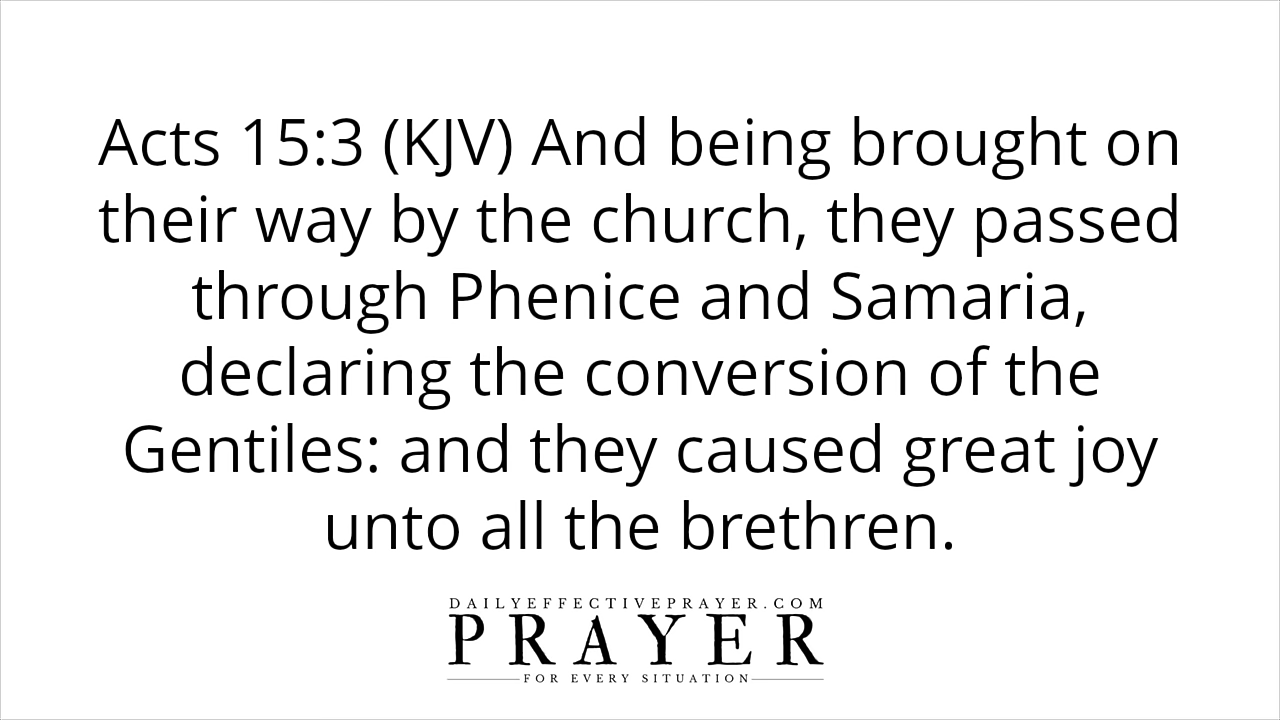 Acts 15:3 (KJV) And being brought on
their way by the church, they passed
through Phenice and Samaria,
declaring the conversion of the
Gentiles: and they caused great joy
unto all the brethren.
DAILYEFFECTIVEPRAYER.COM
PRAYER
FOR EVERY SITUATION